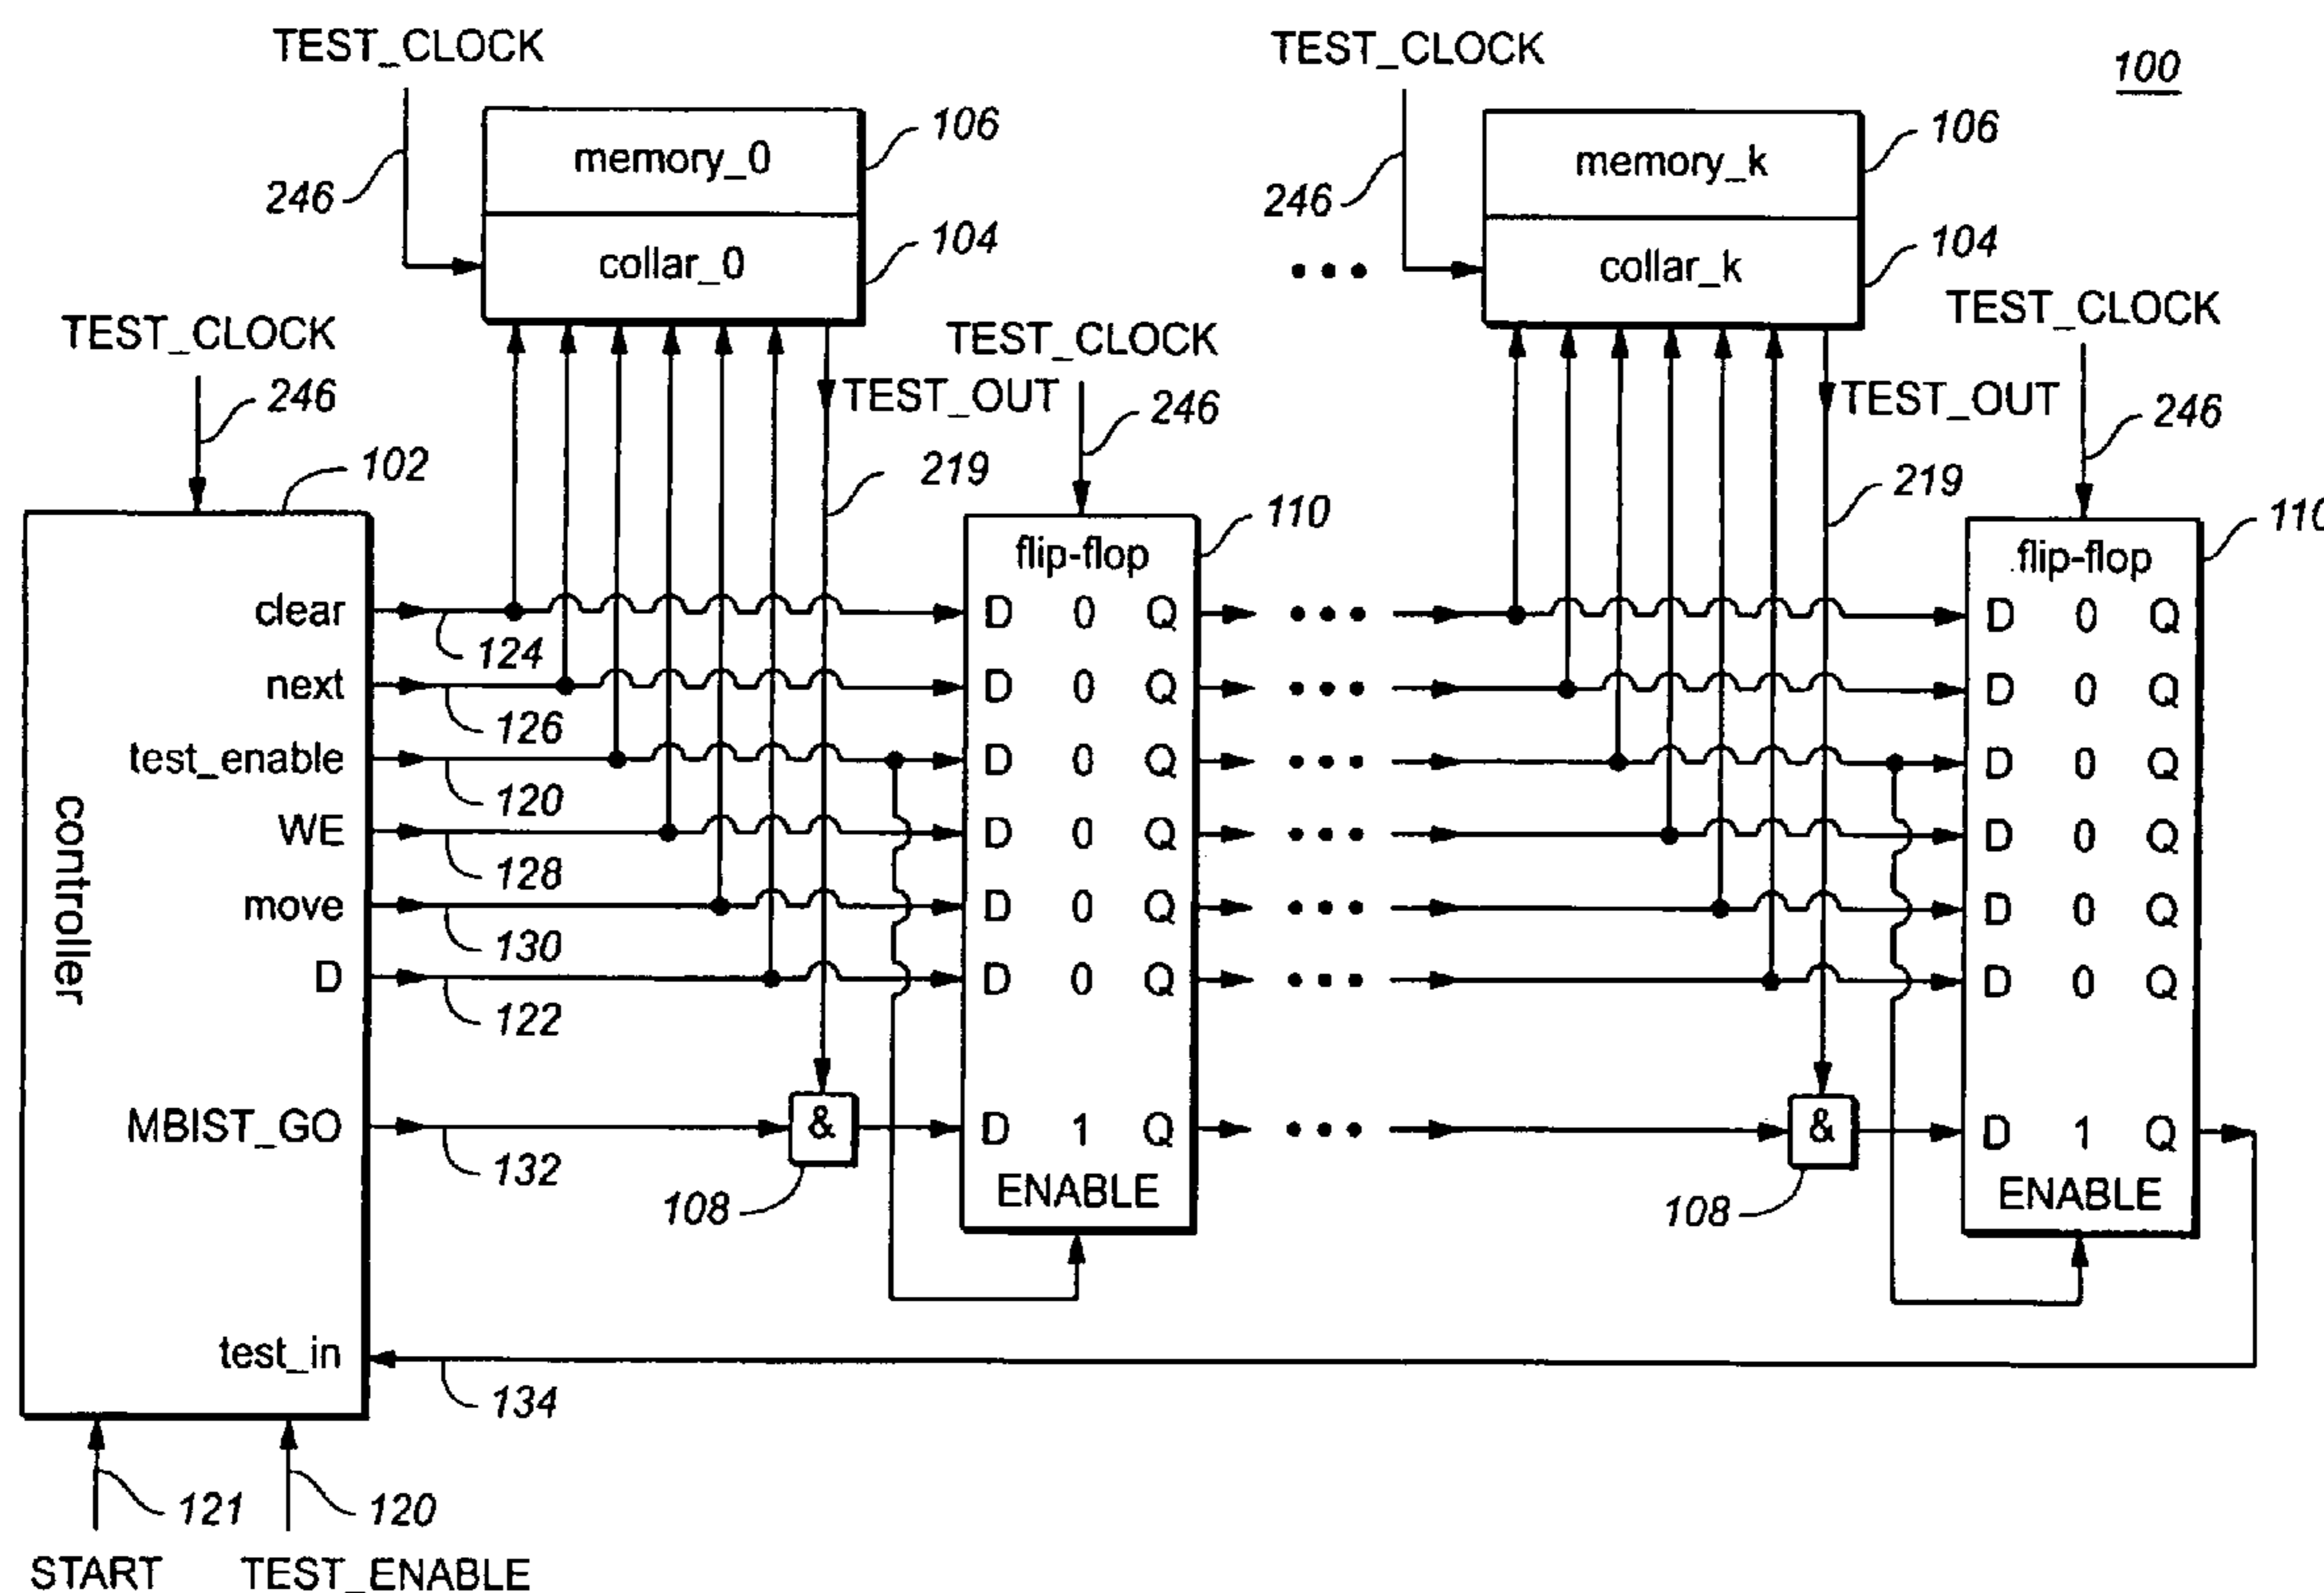 TEST_CLOCK
TEST_CLOCK
100
106
memory_0
246
104
collar_0
106
memory_k
246
104
• • •
collar_k
TEST_CLOCK
246
TEST_CLOCK
TEST_OUT
246
TEST_CLOCK
TEST_OUT
246
102
219
219
110
110
flip-flop
flip-flop
clear
124
D 0 Q
• • •
D 0 Q
next
126
D 0 Q
• • •
D 0 Q
test_enable
120
D 0 Q
• • •
D 0 Q
WE
128
D 0 Q
• • •
D 0 Q
controller
move
130
D 0 Q
• • •
D 0 Q
D
122
D 0 Q
• • •
D 0 Q
MBIST_GO
132
&
D 1 Q
• • •
&
D 1 Q
108
ENABLE
108
ENABLE
test_in
134
121
120
START
TEST_ENABLE